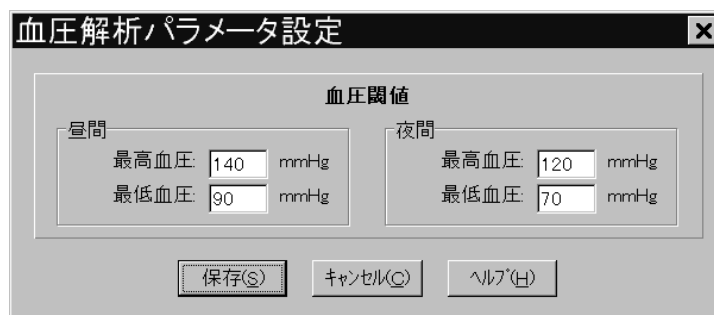 血圧解析パラメータ設定
血圧閾値
昼間
最高血圧: 140 mmHg
最低血圧: 90 mmHg
夜間
最高血圧: 120 mmHg
最低血圧: 70 mmHg
保存(S) ｷｬﾝｾﾙ(C) ﾍﾙﾌﾟ(H)